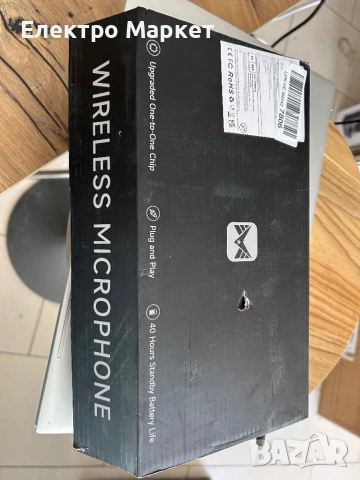 Електро Маркет
WIRELESS MICROPHONE
Upgraded One-to-One Chip
Plug and Play
40 Hours Standby Battery Life
CE FC RoHS
7806
BAZAR